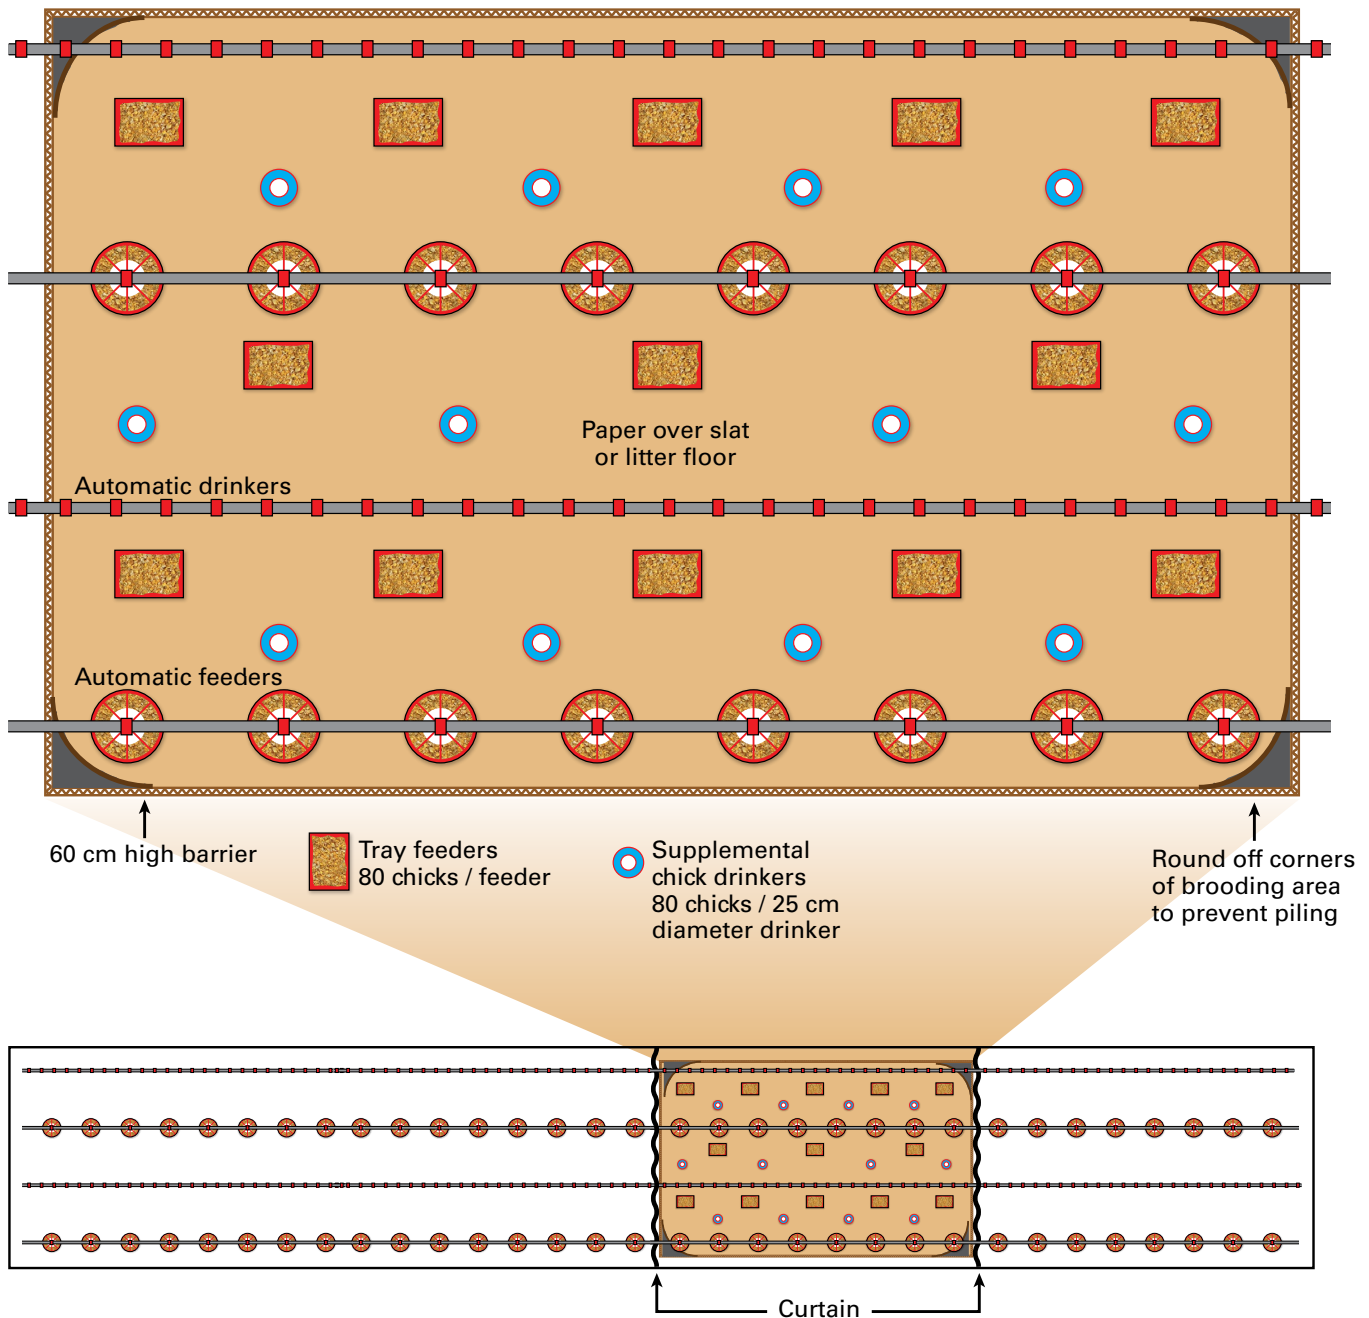 Paper over slat
or litter floor
Automatic drinkers
Automatic feeders
60 cm high barrier
Tray feeders
80 chicks / feeder
Supplemental
chick drinkers
80 chicks / 25 cm
diameter drinker
Round off corners
of brooding area
to prevent piling
Curtain